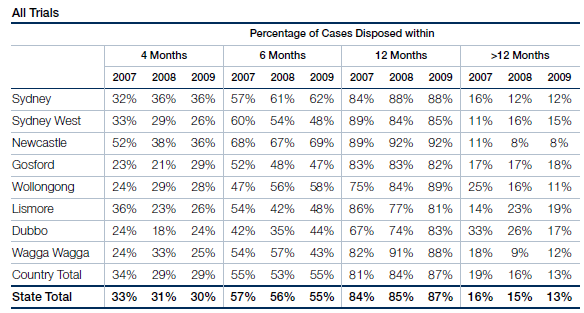 All Trials
Percentage of Cases Disposed within
4 Months 6 Months 12 Months >12 Months
2007 2008 2009 2007 2008 2009 2007 2008 2009 2007 2008 2009
Sydney 32% 36% 36% 57% 61% 62% 84% 88% 88% 16% 12% 12%
Sydney West 33% 29% 26% 60% 54% 48% 89% 84% 85% 11% 16% 15%
Newcastle 52% 38% 36% 68% 67% 69% 89% 92% 92% 11% 8% 8%
Gosford 23% 21% 29% 52% 48% 47% 83% 83% 82% 17% 17% 18%
Wollongong 24% 29% 28% 47% 56% 58% 75% 84% 89% 25% 16% 11%
Lismore 36% 23% 26% 54% 42% 48% 86% 77% 81% 14% 23% 19%
Dubbo 24% 18% 24% 42% 35% 44% 67% 74% 83% 33% 26% 17%
Wagga Wagga 24% 33% 25% 54% 57% 43% 82% 91% 88% 18% 9% 12%
Country Total 34% 29% 29% 55% 53% 55% 81% 84% 87% 19% 16% 13%
State Total 33% 31% 30% 57% 56% 55% 84% 85% 87% 16% 15% 13%